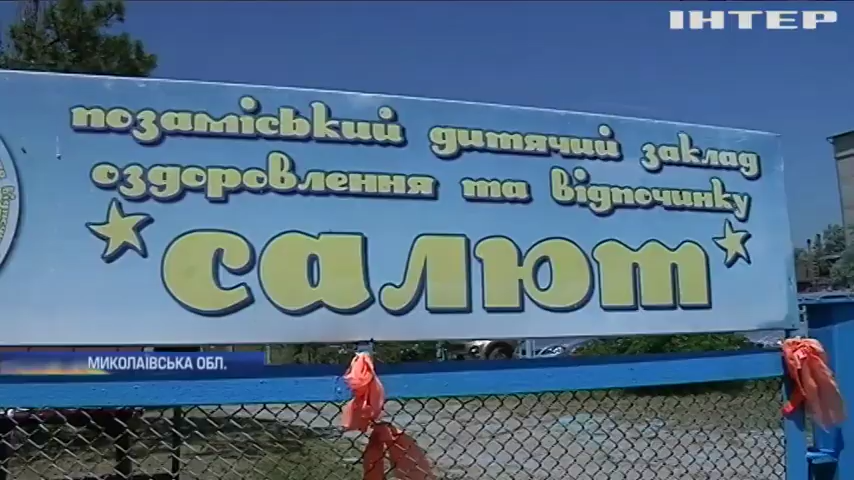 ІНТЕР
позаміський дитячий заклад
оздоровлення та відпочинку
салют
МИКОЛАЇВСЬКА ОБЛ.